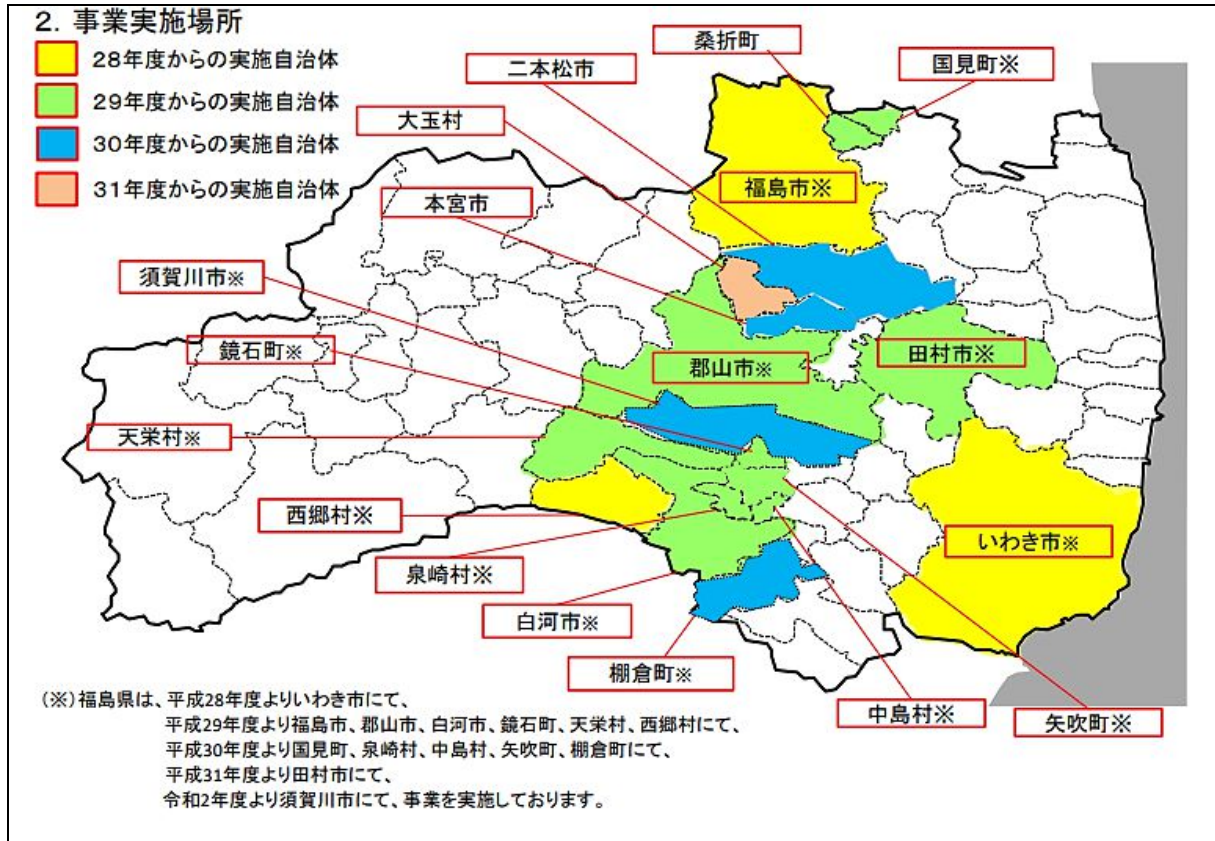 2．事業実施場所
28年度からの実施自治体
29年度からの実施自治体
30年度からの実施自治体
31年度からの実施自治体
桑折町
国見町※
二本松市
大玉村
福島市※
本宮市
須賀川市※
鏡石町※
郡山市※
田村市※
天栄村※
西郷村※
いわき市※
泉崎村※
白河市※
棚倉町※
中島村※
矢吹町※
(※)福島県は、平成28年度よりいわき市にて、
平成29年度より福島市、郡山市、白河市、鏡石町、天栄村、西郷村にて、
平成30年度より国見町、泉崎村、中島村、矢吹町、棚倉町にて、
平成31年度より田村市にて、
令和2年度より須賀川市にて、事業を実施しております。